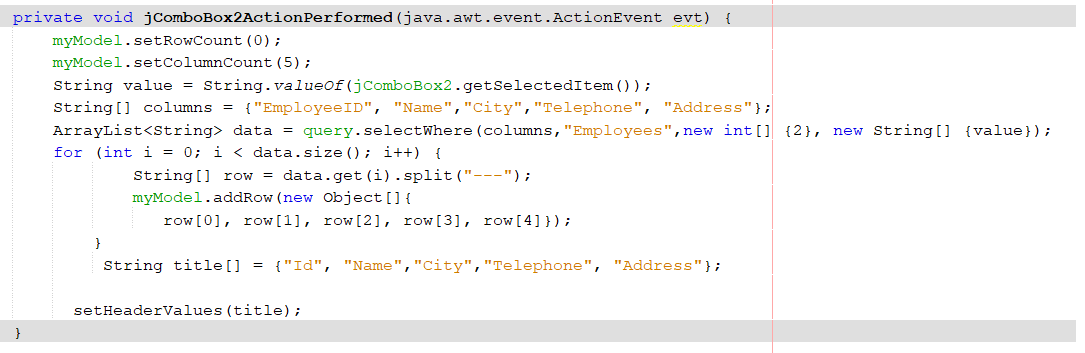 private void jComboBox2ActionPerformed(java.awt.event.ActionEvent evt) {
myModel.setRowCount(0);
myModel.setColumnCount(5);
String value = String.valueOf(jComboBox2.getSelectedItem());
String[] columns = {"EmployeeID", "Name","City","Telephone", "Address"};
ArrayList<String> data = query.selectWhere(columns,"Employees",new int[] {2}, new String[] {value});
for (int i = 0; i < data.size(); i++) {
String[] row = data.get(i).split("---");
myModel.addRow(new Object[]{
row[0], row[1], row[2], row[3], row[4]});
}
String title[] = {"Id", "Name","City","Telephone", "Address"};
setHeaderValues(title);
}